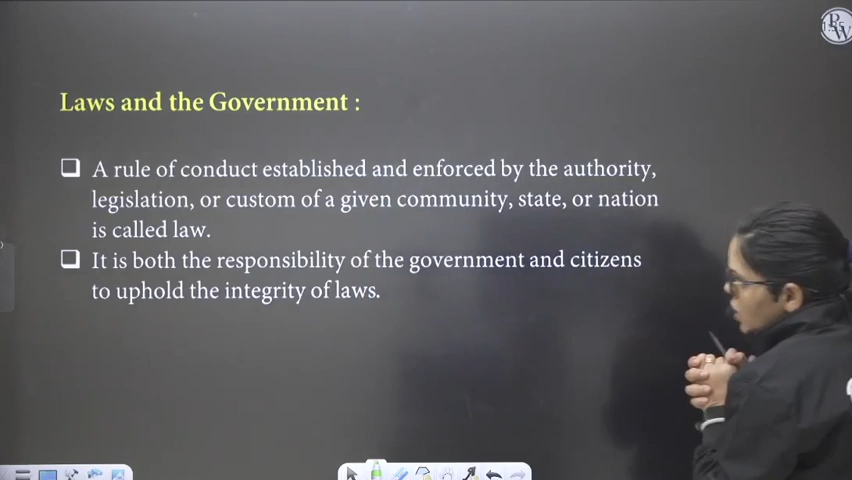 Laws and the Government :
A rule of conduct established and enforced by the authority,
legislation, or custom of a given community, state, or nation
is called law.
It is both the responsibility of the government and citizens
to uphold the integrity of laws.